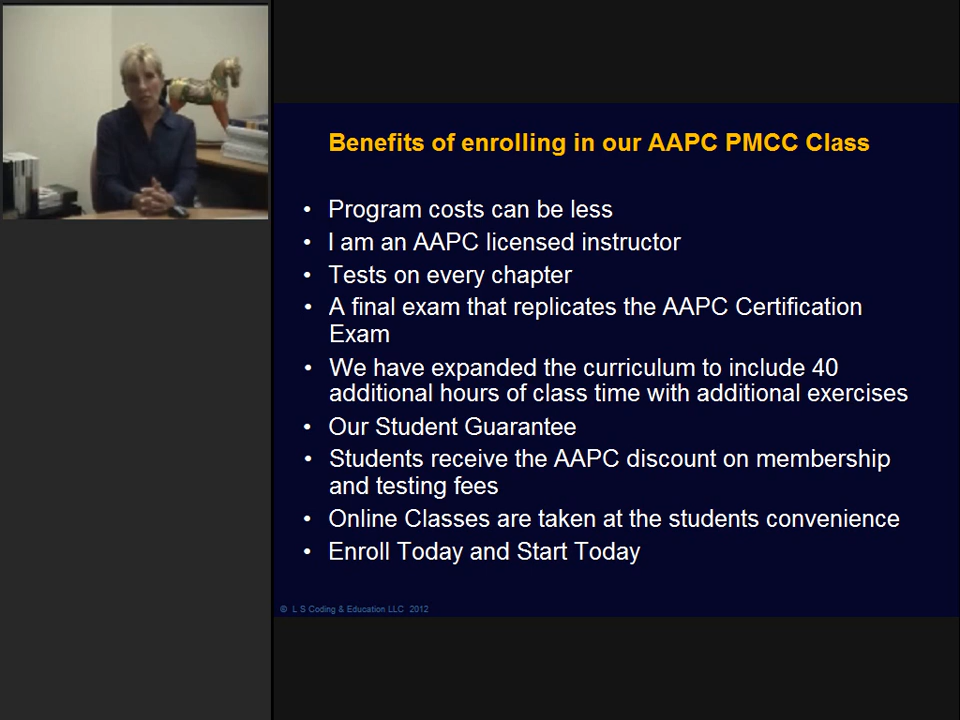 Benefits of enrolling in our AAPC PMCC Class
• Program costs can be less
• I am an AAPC licensed instructor
• Tests on every chapter
• A final exam that replicates the AAPC Certification
Exam
• We have expanded the curriculum to include 40
additional hours of class time with additional exercises
• Our Student Guarantee
• Students receive the AAPC discount on membership
and testing fees
• Online Classes are taken at the students convenience
• Enroll Today and Start Today
© L S Coding & Education LLC 2012